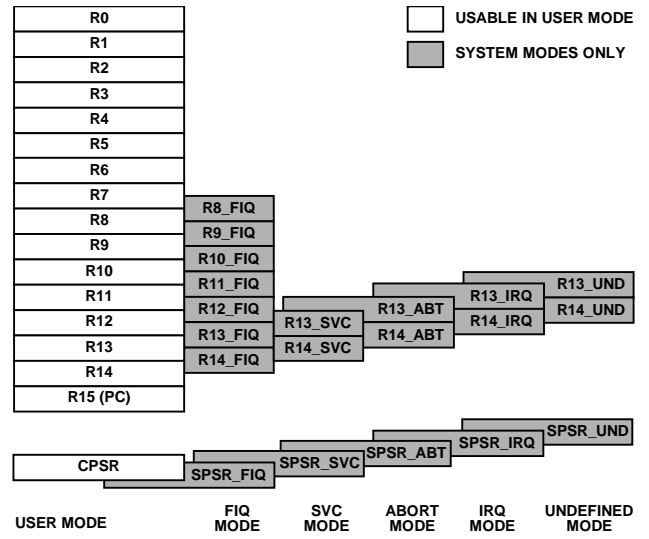 R0
USABLE IN USER MODE
R1
R2
SYSTEM MODES ONLY
R3
R4
R5
R6
R7
R8
R9
R10
R11
R12
R13
R14
R15 (PC)
R8_FIQ
R9_FIQ
R10_FIQ
R11_FIQ
R12_FIQ
R13_FIQ
R14_FIQ
R13_SVC
R14_SVC
R13_ABT
R14_ABT
R13_IRQ
R14_IRQ
R13_UND
R14_UND
CPSR
SPSR_FIQ
SPSR_SVC
SPSR_ABT
SPSR_IRQ
SPSR_UND
USER MODE
FIQ
MODE
SVC
MODE
ABORT
MODE
IRQ
MODE
UNDEFINED
MODE